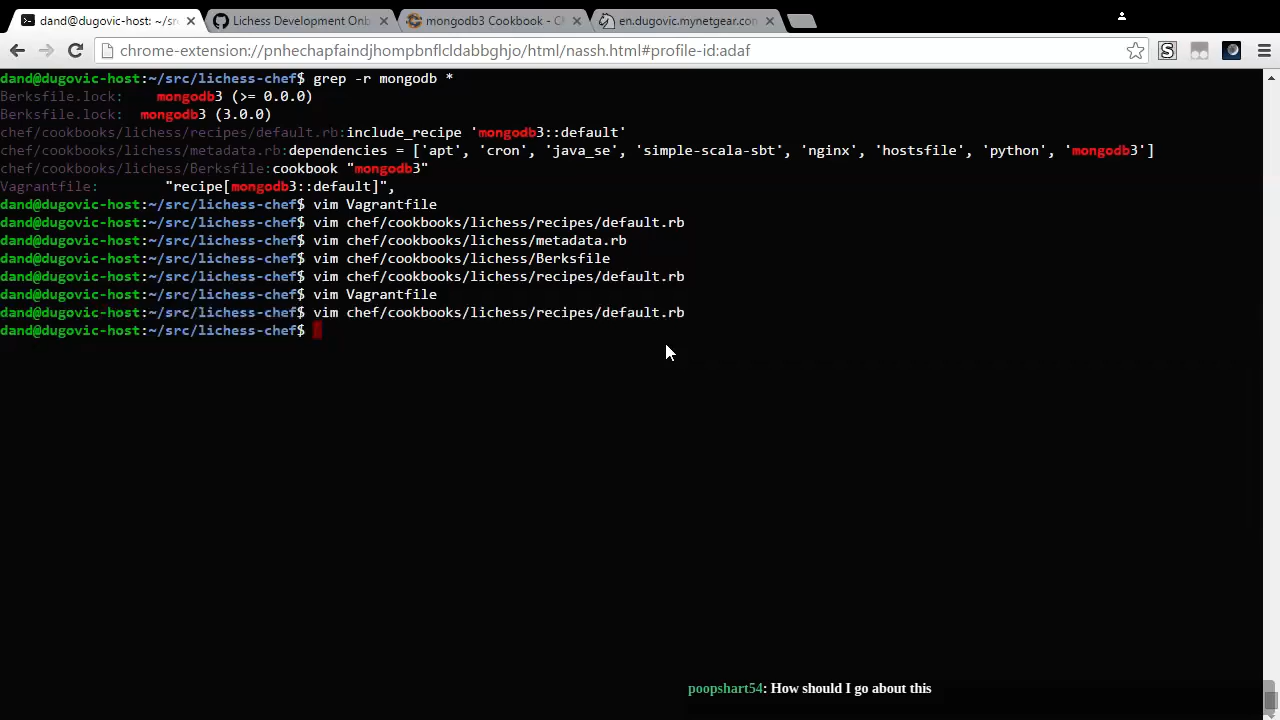 dand@dugovic-host: ~/sr
Lichess Development Onb
mongodb3 Cookbook - Ch
en.dugovic.mynetgear.com
chrome-extension://pnhechapfaindjhompbnflcldabbghjo/html/nassh.html#profile-id:adaf
dand@dugovic-host:~/src/lichess-chef$ grep -r mongodb *
Berksfile.lock:    mongodb3 (>= 0.0.0)
Berksfile.lock:  mongodb3 (3.0.0)
chef/cookbooks/lichess/recipes/default.rb:include_recipe 'mongodb3::default'
chef/cookbooks/lichess/metadata.rb:dependencies = ['apt', 'cron', 'java_se', 'simple-scala-sbt', 'nginx', 'hostsfile', 'python', 'mongodb3']
chef/cookbooks/lichess/Berksfile:cookbook "mongodb3"
Vagrantfile:        "recipe[mongodb3::default]",
dand@dugovic-host:~/src/lichess-chef$ vim Vagrantfile
dand@dugovic-host:~/src/lichess-chef$ vim chef/cookbooks/lichess/recipes/default.rb
dand@dugovic-host:~/src/lichess-chef$ vim chef/cookbooks/lichess/metadata.rb
dand@dugovic-host:~/src/lichess-chef$ vim chef/cookbooks/lichess/Berksfile
dand@dugovic-host:~/src/lichess-chef$ vim chef/cookbooks/lichess/recipes/default.rb
dand@dugovic-host:~/src/lichess-chef$ vim Vagrantfile
dand@dugovic-host:~/src/lichess-chef$ vim chef/cookbooks/lichess/recipes/default.rb
dand@dugovic-host:~/src/lichess-chef$
poopshart54: How should I go about this